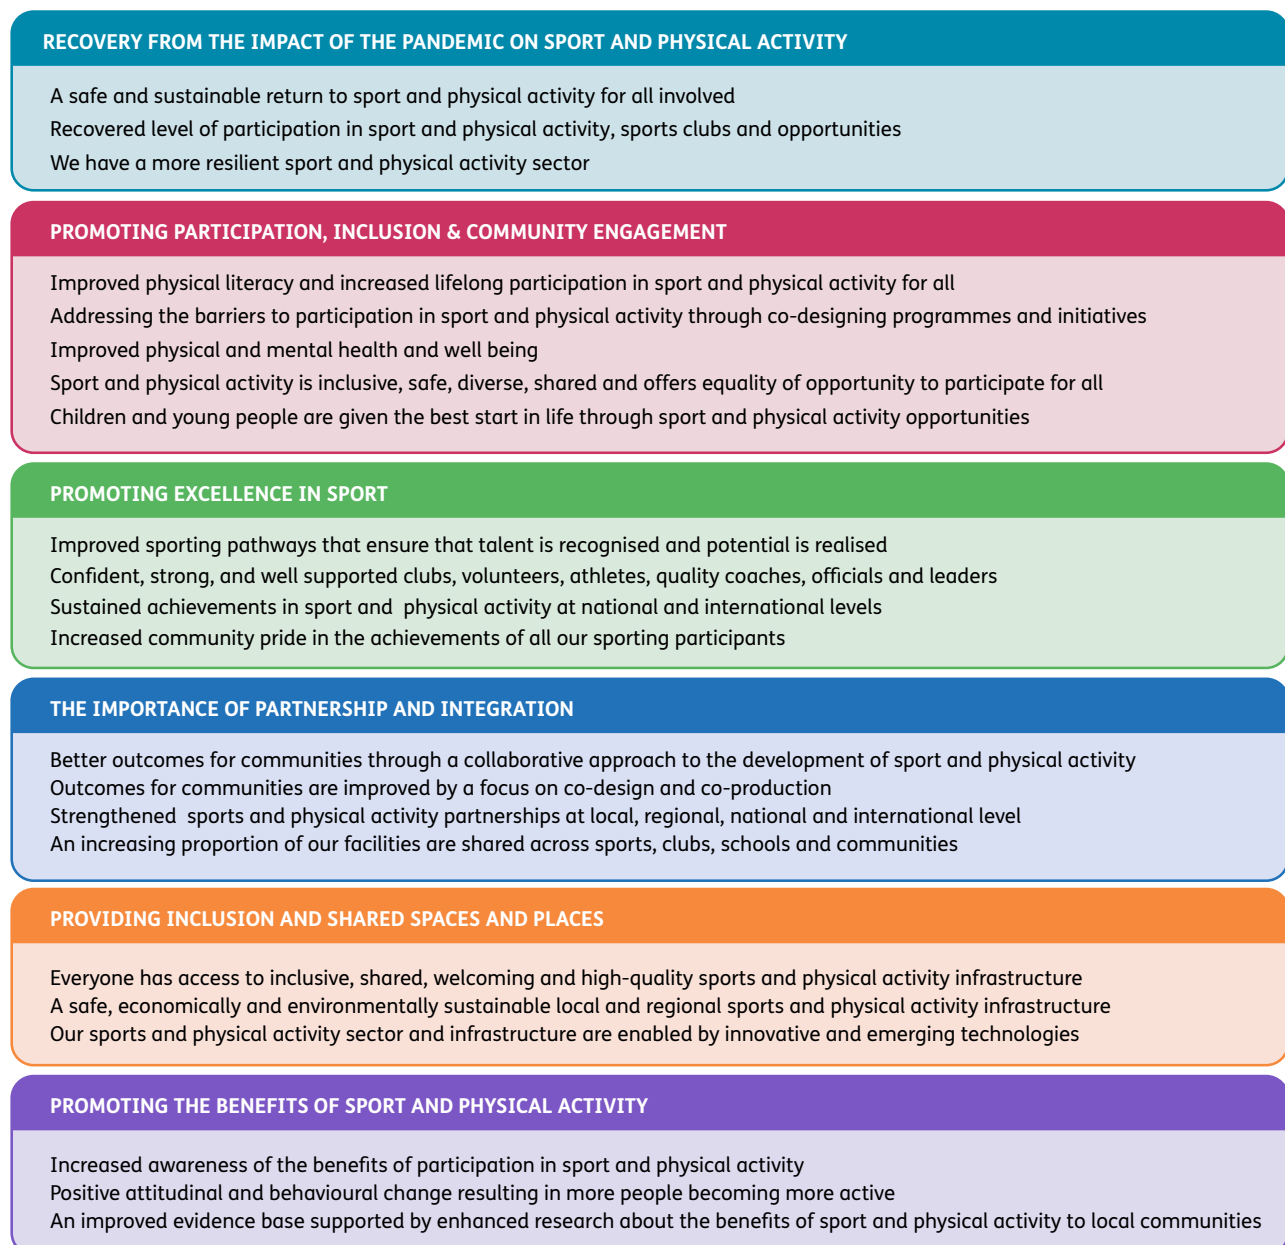 RECOVERY FROM THE IMPACT OF THE PANDEMIC ON SPORT AND PHYSICAL ACTIVITY
A safe and sustainable return to sport and physical activity for all involved
Recovered level of participation in sport and physical activity, sports clubs and opportunities
We have a more resilient sport and physical activity sector
PROMOTING PARTICIPATION, INCLUSION & COMMUNITY ENGAGEMENT
Improved physical literacy and increased lifelong participation in sport and physical activity for all
Addressing the barriers to participation in sport and physical activity through co-designing programmes and initiatives
Improved physical and mental health and well being
Sport and physical activity is inclusive, safe, diverse, shared and offers equality of opportunity to participate for all
Children and young people are given the best start in life through sport and physical activity opportunities
PROMOTING EXCELLENCE IN SPORT
Improved sporting pathways that ensure that talent is recognised and potential is realised
Confident, strong, and well supported clubs, volunteers, athletes, quality coaches, officials and leaders
Sustained achievements in sport and physical activity at national and international levels
Increased community pride in the achievements of all our sporting participants
THE IMPORTANCE OF PARTNERSHIP AND INTEGRATION
Better outcomes for communities through a collaborative approach to the development of sport and physical activity
Outcomes for communities are improved by a focus on co-design and co-production
Strengthened sports and physical activity partnerships at local, regional, national and international level
An increasing proportion of our facilities are shared across sports, clubs, schools and communities
PROVIDING INCLUSION AND SHARED SPACES AND PLACES
Everyone has access to inclusive, shared, welcoming and high-quality sports and physical activity infrastructure
A safe, economically and environmentally sustainable local and regional sports and physical activity infrastructure
Our sports and physical activity sector and infrastructure are enabled by innovative and emerging technologies
PROMOTING THE BENEFITS OF SPORT AND PHYSICAL ACTIVITY
Increased awareness of the benefits of participation in sport and physical activity
Positive attitudinal and behavioural change resulting in more people becoming more active
An improved evidence base supported by enhanced research about the benefits of sport and physical activity to local communities